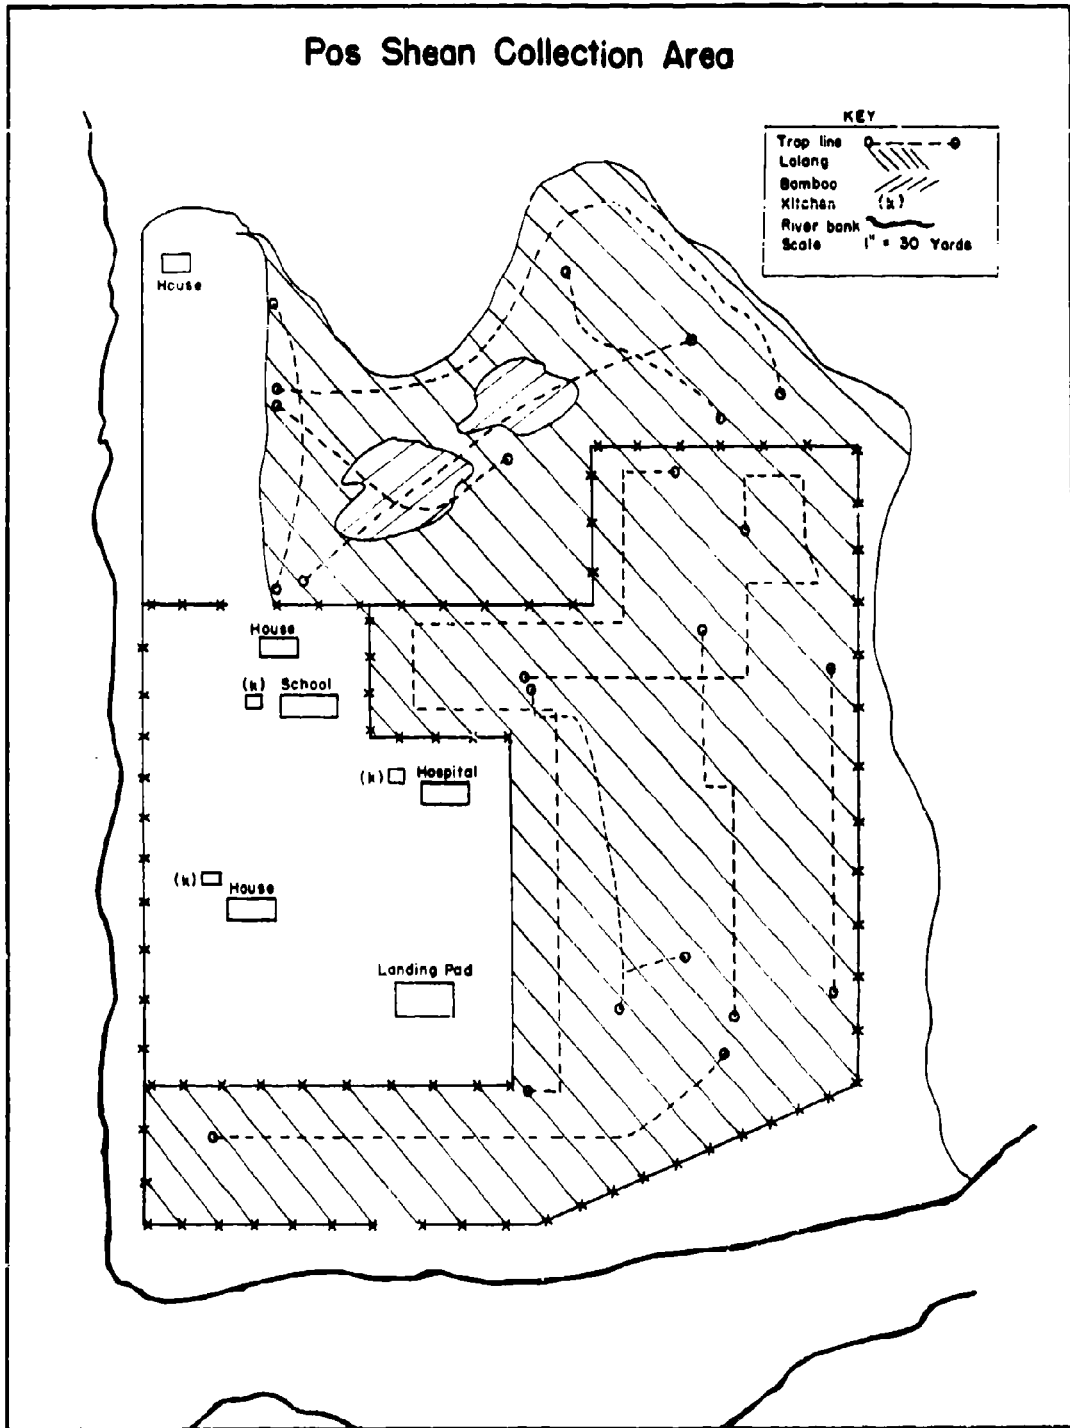 Pos Shean Collection Area
KEY
Trap line
Lalang
Bamboo
Kitchen (k)
River bank
Scale 1" = 30 Yards
House
House
(k) School
(k) Hospital
(k)
House
Landing Pad